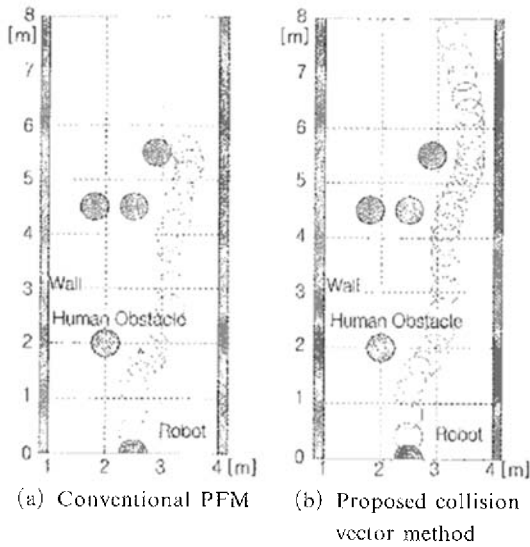 8
[m]
7
6
5
4
3
Wall
Human Obstacle
2
1
Robot
0
1 2 3 4 [m]
(a) Conventional PFM
8
[m]
7
6
5
4
3
Wall
Human Obstacle
2
1
Robot
0
1 2 3 4 [m]
(b) Proposed collision
vector method